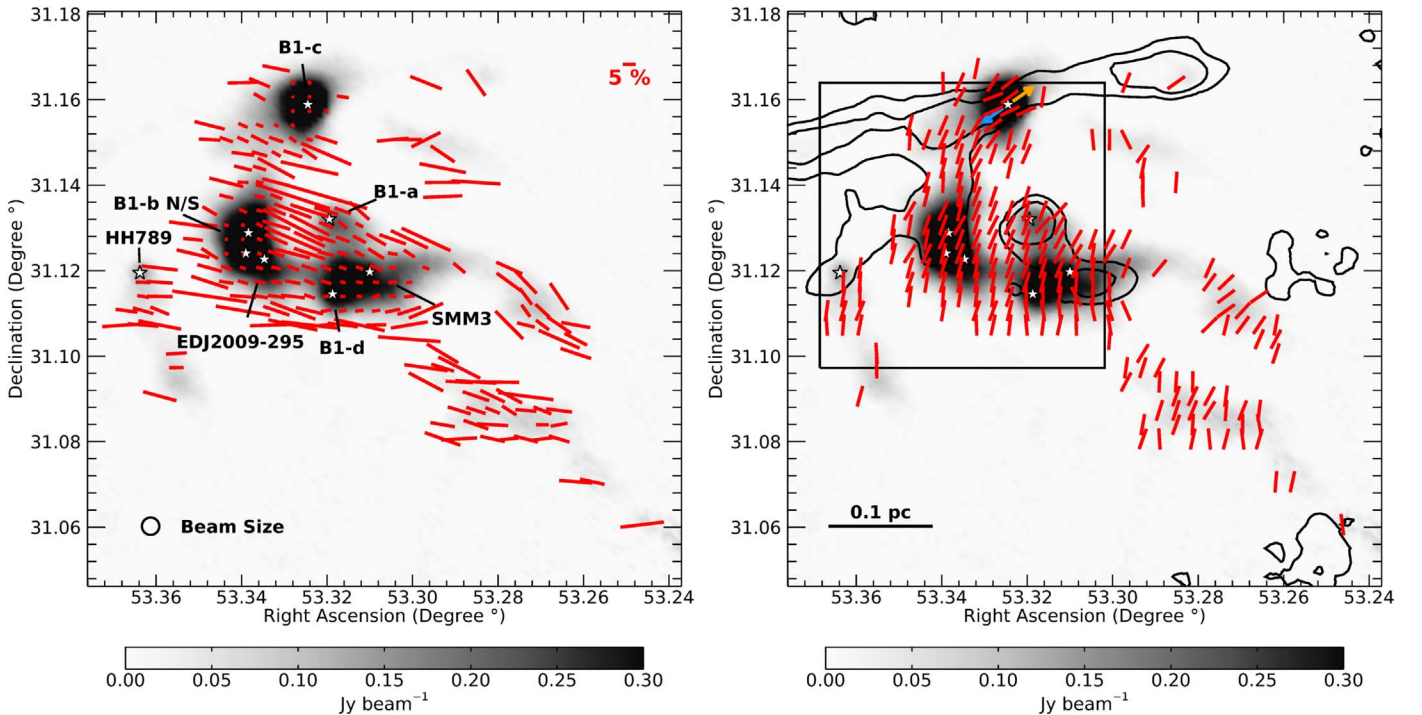 31.18
31.16
31.14
31.12
31.10
31.08
31.06
Declination (Degree °)
B1-c
5 %
B1-a
B1-b N/S
HH789
SMM3
EDJ2009-295
B1-d
Beam Size
53.36 53.34 53.32 53.30 53.28 53.26 53.24
Right Ascension (Degree °)
0.00 0.05 0.10 0.15 0.20 0.25 0.30
Jy beam⁻¹
31.18
31.16
31.14
31.12
31.10
31.08
31.06
Declination (Degree °)
0.1 pc
53.36 53.34 53.32 53.30 53.28 53.26 53.24
Right Ascension (Degree °)
0.00 0.05 0.10 0.15 0.20 0.25 0.30
Jy beam⁻¹